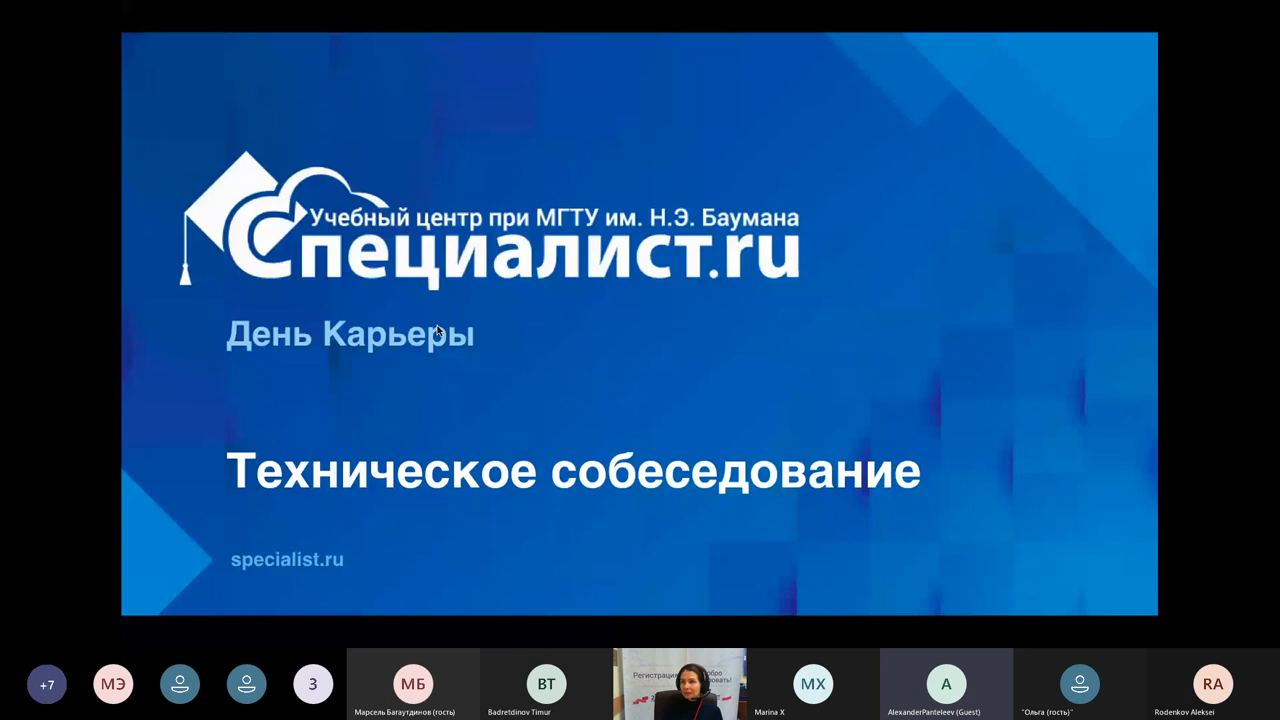 Учебный центр при МГТУ им. Н.Э. Баумана
Специалист.ru
День Карьеры
Техническое собеседование
specialist.ru
+7
МЭ
З
МБ
BT
MX
A
RA
Марсель Багаутдинов (гость)
Badretdinov Timur
Marina X
AlexanderPanteleev (Guest)
"Ольга (гость)"
Rodenkov Aleksei